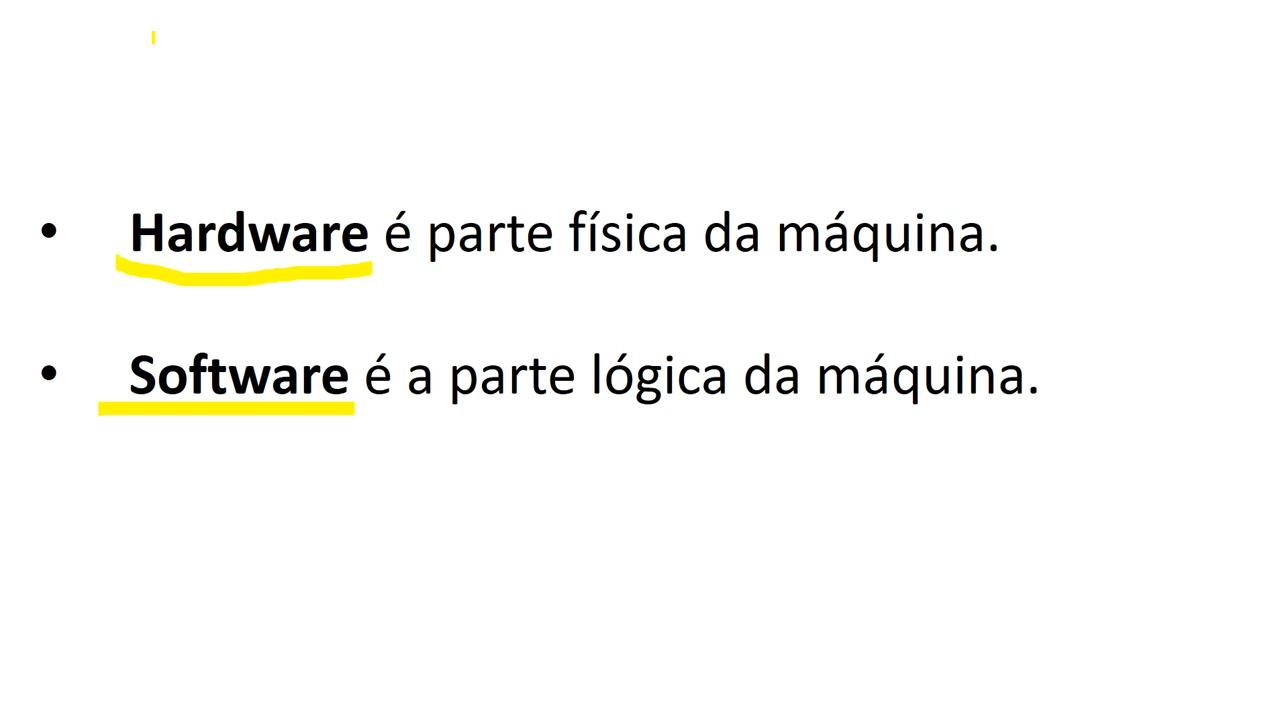 • Hardware é parte física da máquina.
• Software é a parte lógica da máquina.